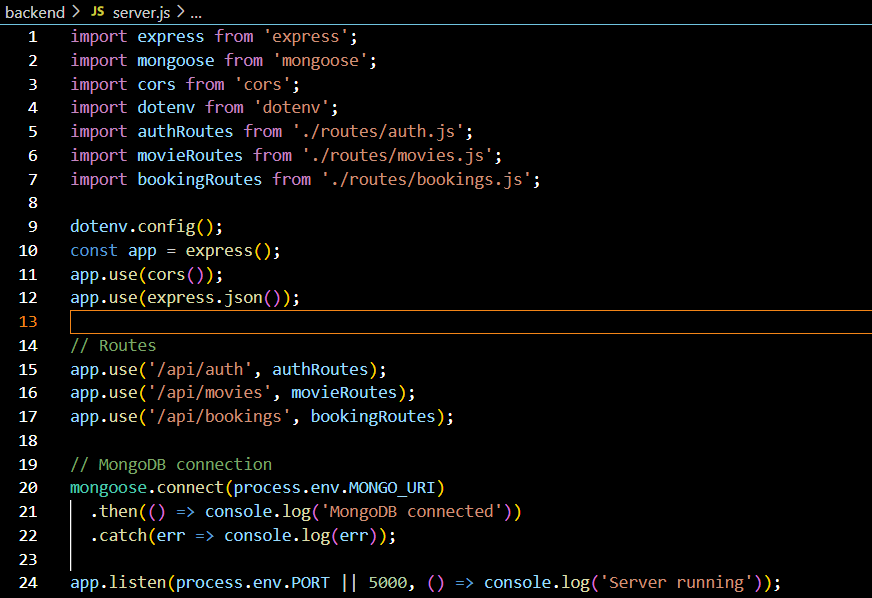 backend > JS server.js > ...
1 import express from 'express';
2 import mongoose from 'mongoose';
3 import cors from 'cors';
4 import dotenv from 'dotenv';
5 import authRoutes from './routes/auth.js';
6 import movieRoutes from './routes/movies.js';
7 import bookingRoutes from './routes/bookings.js';
8
9 dotenv.config();
10 const app = express();
11 app.use(cors());
12 app.use(express.json());
13
14 // Routes
15 app.use('/api/auth', authRoutes);
16 app.use('/api/movies', movieRoutes);
17 app.use('/api/bookings', bookingRoutes);
18
19 // MongoDB connection
20 mongoose.connect(process.env.MONGO_URI)
21   .then(() => console.log('MongoDB connected'))
22   .catch(err => console.log(err));
23
24 app.listen(process.env.PORT || 5000, () => console.log('Server running'));